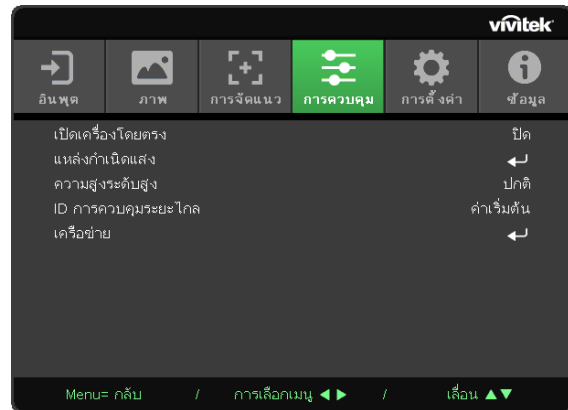 vivitek
อินพุต ภาพ การจัดแนว การควบคุม การตั้งค่า ข้อมูล
เปิดเครื่องโดยตรง ปิด
แหล่งกำเนิดแสง
ความสูงระดับสูง ปกติ
ID การควบคุมระยะไกล ค่าเริ่มต้น
เครือข่าย
Menu= กลับ / การเลือกเมนู ◀ ▶ / เลื่อน ▲▼